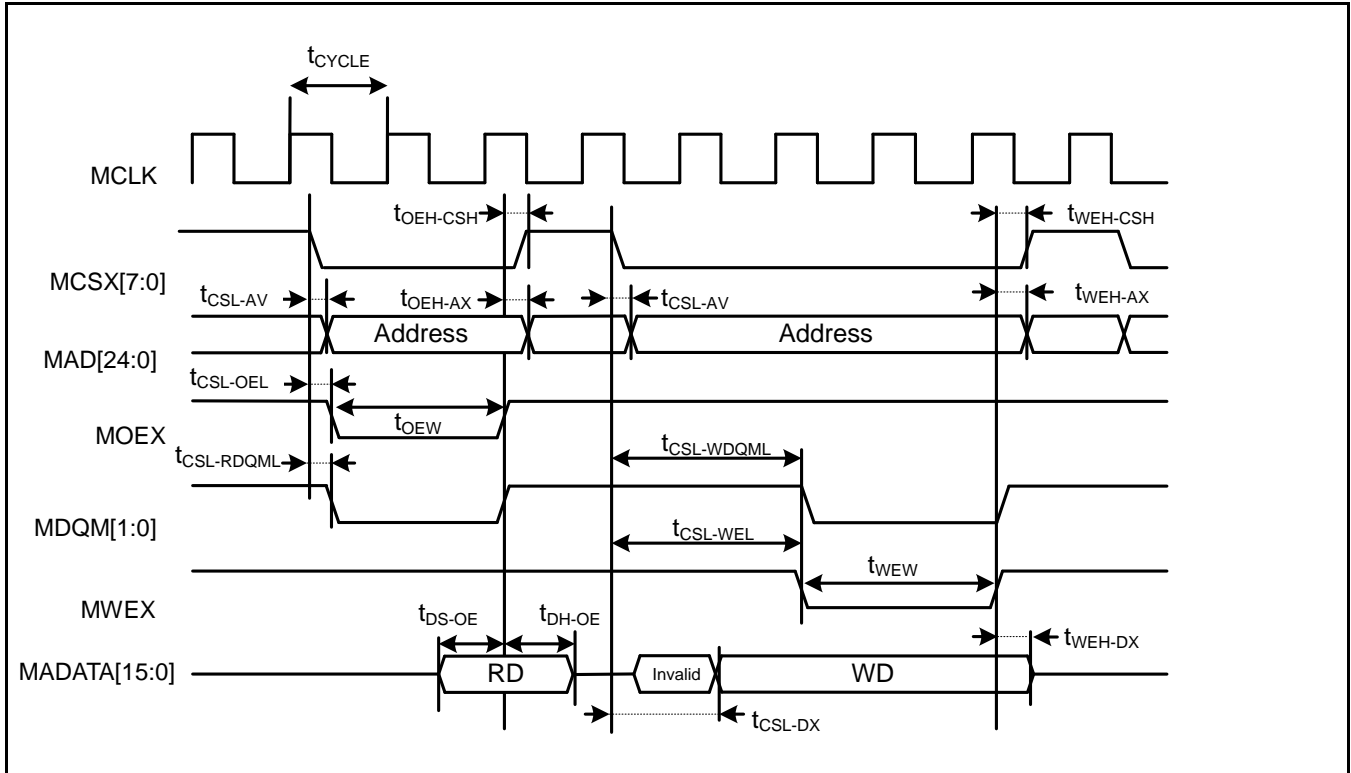 tCYCLE
MCLK
tOEH-CSH
tWEH-CSH
MCSX[7:0]
tCSL-AV
tOEH-AX
tCSL-AV
tWEH-AX
Address
Address
MAD[24:0]
tCSL-OEL
tOEW
MOEX
tCSL-RDQML
tCSL-WDQML
MDQM[1:0]
tCSL-WEL
tWEW
MWEX
tDS-OE
tDH-OE
tWEH-DX
MADATA[15:0]
RD
Invalid
WD
tCSL-DX